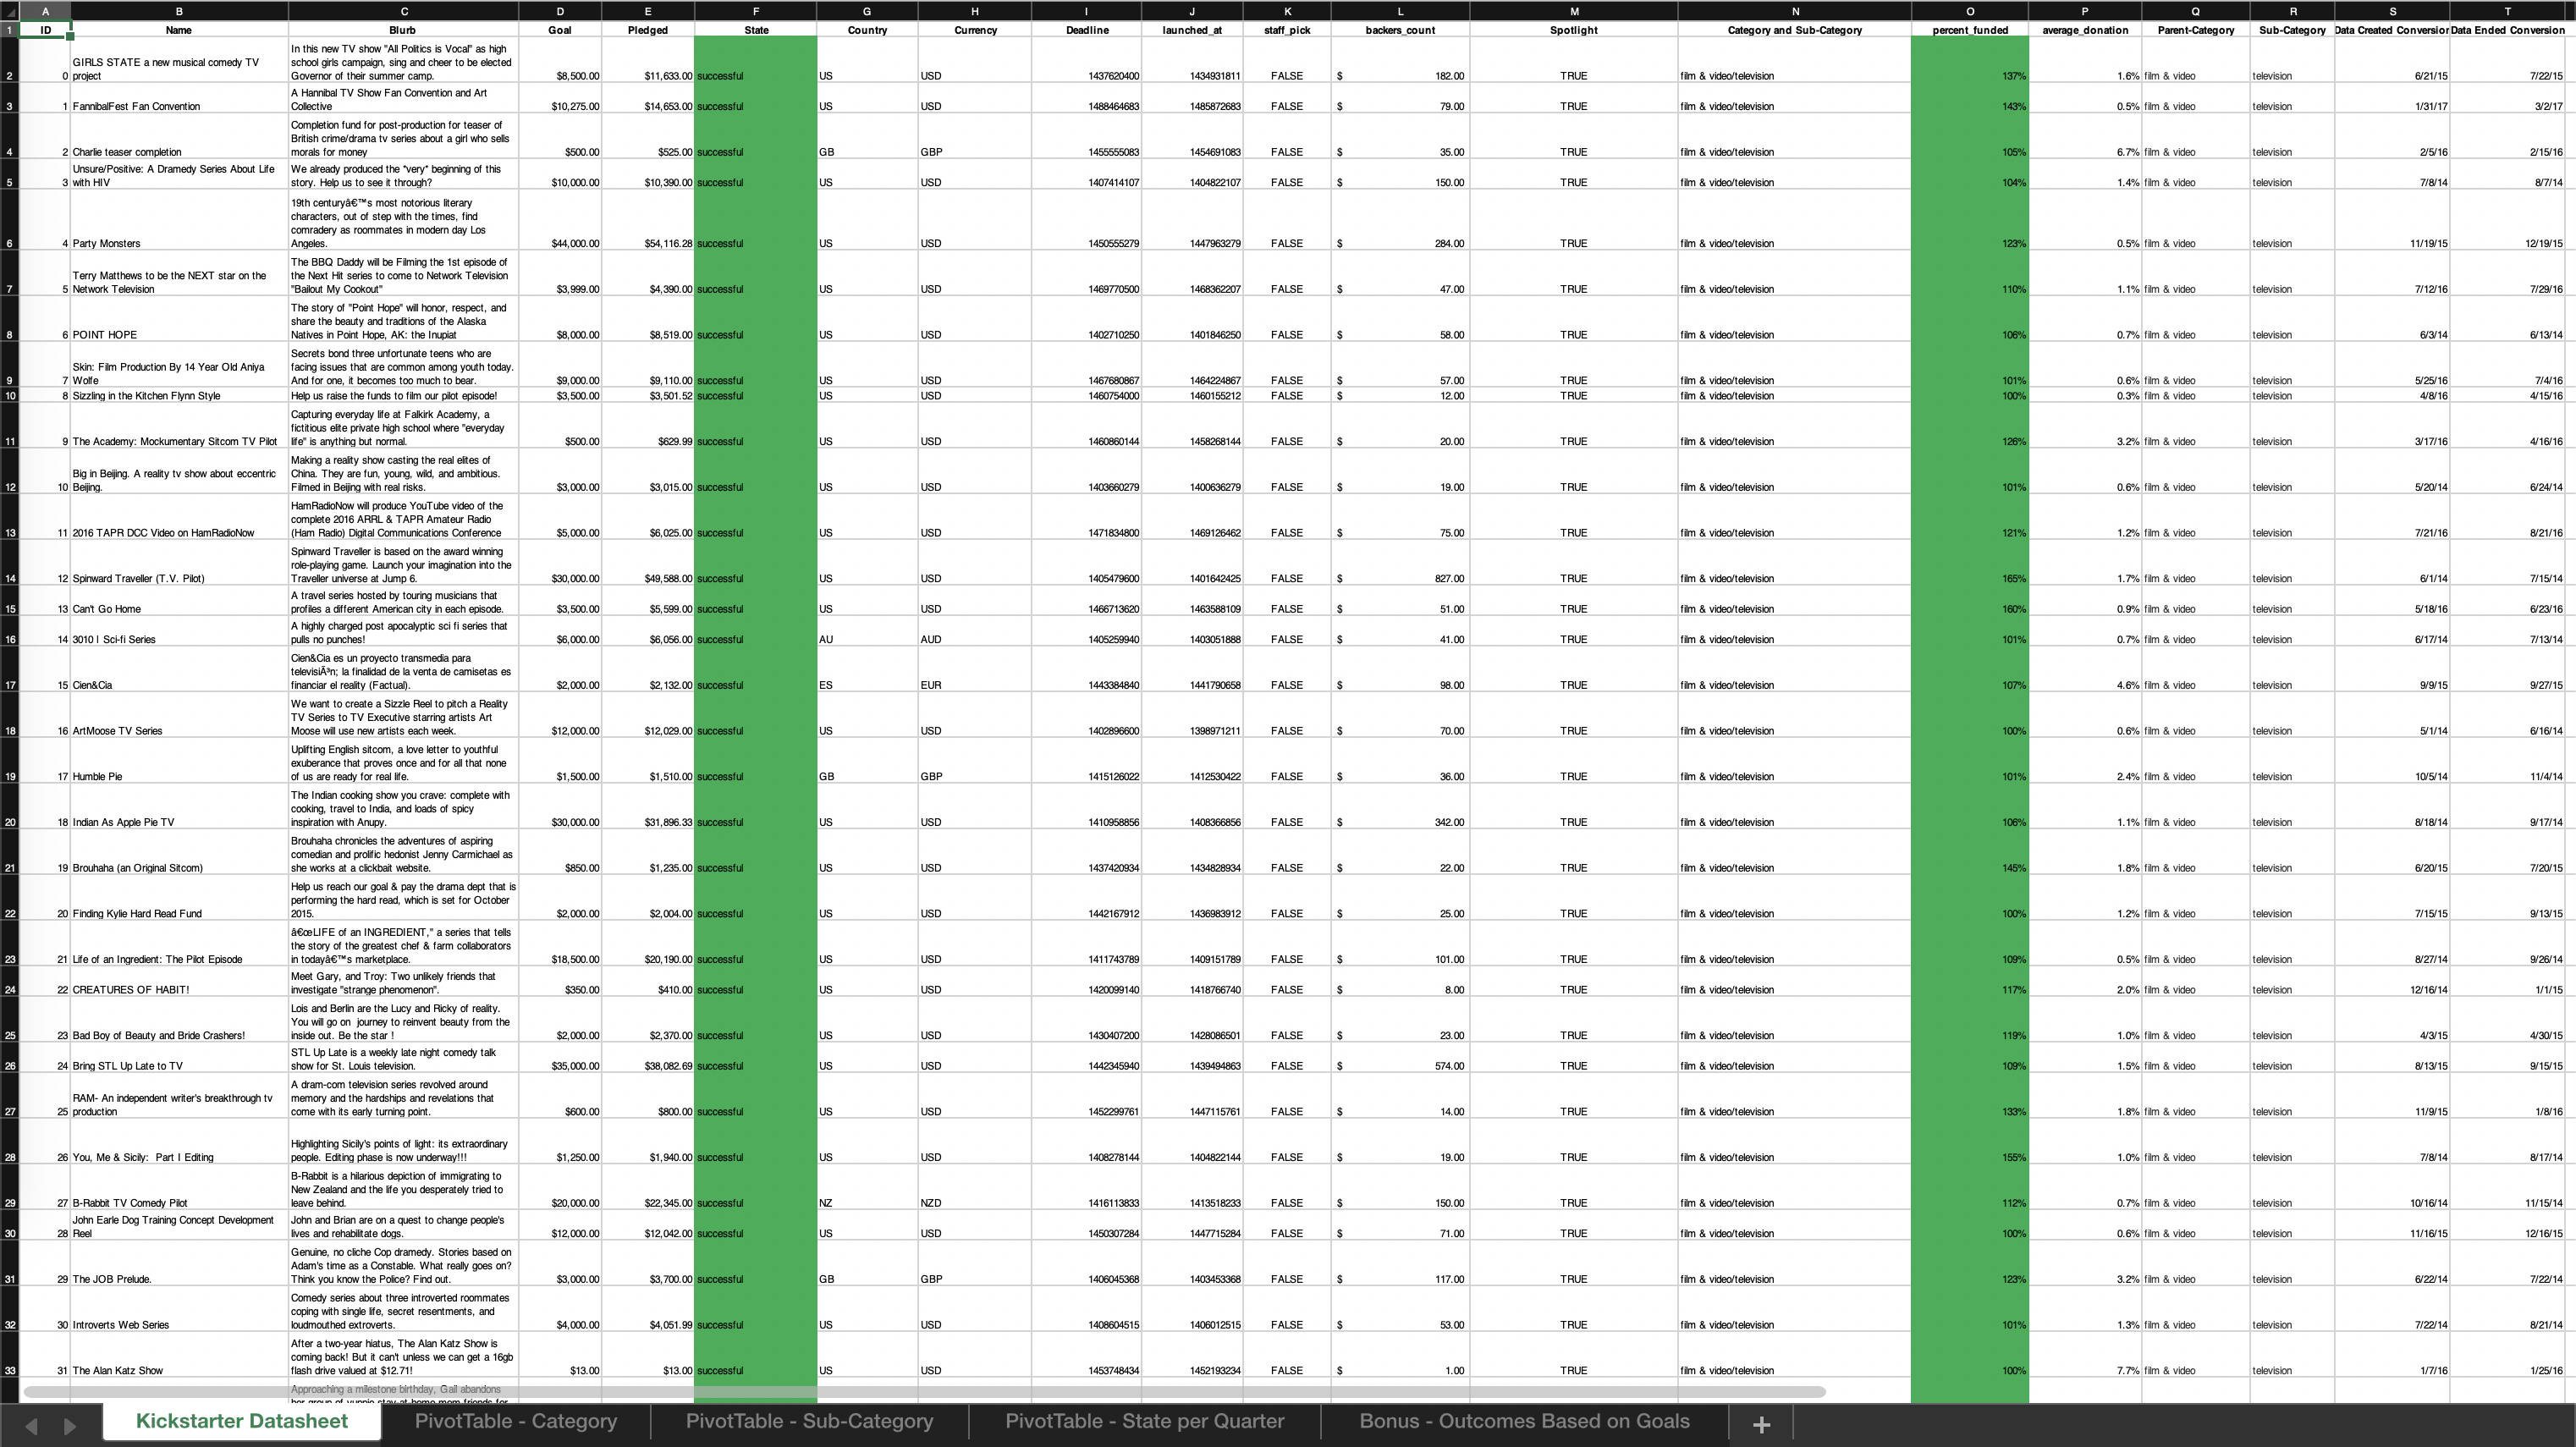 A B C D E F G H I J K L M N O P Q R S T
1 ID Name Blurb Goal Pledged State Country Currency Deadline launched_at staff_pick backers_count Spotlight Category and Sub-Category percent_funded average_donation Parent-Category Sub-Category Data Created Conversion Data Ended Conversion
In this new TV show "All Politics is Vocal" as high
GIRLS STATE a new musical comedy TV school girls campaign, sing and cheer to be elected
2 0 project Governor of their summer camp. $8,500.00 $11,633.00 successful US USD 1437620400 1434931811 FALSE $ 182.00 TRUE film & video/television 137% 1.6% film & video television 6/21/15 7/22/15
A Hannibal TV Show Fan Convention and Art
3 1 FannibalFest Fan Convention Collective $10,275.00 $14,653.00 successful US USD 1488464683 1485872683 FALSE $ 79.00 TRUE film & video/television 143% 0.5% film & video television 1/31/17 3/2/17
Completion fund for post-production for teaser of
British crime/drama tv series about a girl who sells
4 2 Charlie teaser completion morals for money $500.00 $525.00 successful GB GBP 1455555083 1454691083 FALSE $ 35.00 TRUE film & video/television 105% 6.7% film & video television 2/5/16 2/15/16
Unsure/Positive: A Dramedy Series About Life We already produced the *very* beginning of this
5 3 with HIV story. Help us to see it through? $10,000.00 $10,390.00 successful US USD 1407414107 1404822107 FALSE $ 150.00 TRUE film & video/television 104% 1.4% film & video television 7/8/14 8/7/14
19th centuryâ€™s most notorious literary
characters, out of step with the times, find
comradery as roommates in modern day Los
6 4 Party Monsters Angeles. $44,000.00 $54,116.28 successful US USD 1450555279 1447963279 FALSE $ 284.00 TRUE film & video/television 123% 0.5% film & video television 11/19/15 12/19/15
The BBQ Daddy will be Filming the 1st episode of
Terry Matthews to be the NEXT star on the the Next Hit series to come to Network Television
7 5 Network Television "Bailout My Cookout" $3,999.00 $4,390.00 successful US USD 1469770500 1468362207 FALSE $ 47.00 TRUE film & video/television 110% 1.1% film & video television 7/12/16 7/29/16
The story of "Point Hope" will honor, respect, and
share the beauty and traditions of the Alaska
8 6 POINT HOPE Natives in Point Hope, AK: the Inupiat $8,000.00 $8,519.00 successful US USD 1402710250 1401846250 FALSE $ 58.00 TRUE film & video/television 106% 0.7% film & video television 6/3/14 6/13/14
Secrets bond three unfortunate teens who are
Skin: Film Production By 14 Year Old Aniya facing issues that are common among youth today.
9 7 Wolfe And for one, it becomes too much to bear. $9,000.00 $9,110.00 successful US USD 1467680867 1464224867 FALSE $ 57.00 TRUE film & video/television 101% 0.6% film & video television 5/25/16 7/4/16
10 8 Sizzling in the Kitchen Flynn Style Help us raise the funds to film our pilot episode! $3,500.00 $3,501.52 successful US USD 1460754000 1460155212 FALSE $ 12.00 TRUE film & video/television 100% 0.3% film & video television 4/8/16 4/15/16
Capturing everyday life at Falkirk Academy, a
fictitious elite private high school where "everyday
11 9 The Academy: Mockumentary Sitcom TV Pilot life" is anything but normal. $500.00 $629.99 successful US USD 1460860144 1458268144 FALSE $ 20.00 TRUE film & video/television 126% 3.2% film & video television 3/17/16 4/16/16
Making a reality show casting the real elites of
Big in Beijing. A reality tv show about eccentric China. They are fun, young, wild, and ambitious.
12 10 Beijing. Filmed in Beijing with real risks. $3,000.00 $3,015.00 successful US USD 1403660279 1400636279 FALSE $ 19.00 TRUE film & video/television 101% 0.6% film & video television 5/20/14 6/24/14
HamRadioNow will produce YouTube video of the
complete 2016 ARRL & TAPR Amateur Radio
13 11 2016 TAPR DCC Video on HamRadioNow (Ham Radio) Digital Communications Conference $5,000.00 $6,025.00 successful US USD 1471834800 1469126462 FALSE $ 75.00 TRUE film & video/television 121% 1.2% film & video television 7/21/16 8/21/16
Spinward Traveller is based on the award winning
role-playing game. Launch your imagination into the
14 12 Spinward Traveller (T.V. Pilot) Traveller universe at Jump 6. $30,000.00 $49,588.00 successful US USD 1405479600 1401642425 FALSE $ 827.00 TRUE film & video/television 165% 1.7% film & video television 6/1/14 7/15/14
A travel series hosted by touring musicians that
15 13 Can't Go Home profiles a different American city in each episode. $3,500.00 $5,599.00 successful US USD 1466713620 1463588109 FALSE $ 51.00 TRUE film & video/television 160% 0.9% film & video television 5/18/16 6/23/16
A highly charged post apocalyptic sci fi series that
16 14 3010 | Sci-fi Series pulls no punches! $6,000.00 $6,056.00 successful AU AUD 1405259940 1403051888 FALSE $ 41.00 TRUE film & video/television 101% 0.7% film & video television 6/17/14 7/13/14
Cien&Cia es un proyecto transmedia para
televisiÃ³n; la finalidad de la venta de camisetas es
17 15 Cien&Cia financiar el reality (Factual). $2,000.00 $2,132.00 successful ES EUR 1443384840 1441790658 FALSE $ 98.00 TRUE film & video/television 107% 4.6% film & video television 9/9/15 9/27/15
We want to create a Sizzle Reel to pitch a Reality
TV Series to TV Executive starring artists Art
18 16 ArtMoose TV Series Moose will use new artists each week. $12,000.00 $12,029.00 successful US USD 1402896600 1398971211 FALSE $ 70.00 TRUE film & video/television 100% 0.6% film & video television 5/1/14 6/16/14
Uplifting English sitcom, a love letter to youthful
exuberance that proves once and for all that none
19 17 Humble Pie of us are ready for real life. $1,500.00 $1,510.00 successful GB GBP 1415126022 1412530422 FALSE $ 36.00 TRUE film & video/television 101% 2.4% film & video television 10/5/14 11/4/14
The Indian cooking show you crave: complete with
cooking, travel to India, and loads of spicy
20 18 Indian As Apple Pie TV inspiration with Anupy. $30,000.00 $31,896.33 successful US USD 1410958856 1408366856 FALSE $ 342.00 TRUE film & video/television 106% 1.1% film & video television 8/18/14 9/17/14
Brouhaha chronicles the adventures of aspiring
comedian and prolific hedonist Jenny Carmichael as
21 19 Brouhaha (an Original Sitcom) she works at a clickbait website. $850.00 $1,235.00 successful US USD 1437420934 1434828934 FALSE $ 22.00 TRUE film & video/television 145% 1.8% film & video television 6/20/15 7/20/15
Help us reach our goal & pay the drama dept that is
performing the hard read, which is set for October
22 20 Finding Kylie Hard Read Fund 2015. $2,000.00 $2,004.00 successful US USD 1442167912 1436983912 FALSE $ 25.00 TRUE film & video/television 100% 1.2% film & video television 7/15/15 9/13/15
â€œLIFE of an INGREDIENT," a series that tells
the story of the greatest chef & farm collaborators
23 21 Life of an Ingredient: The Pilot Episode in todayâ€™s marketplace. $18,500.00 $20,190.00 successful US USD 1411743789 1409151789 FALSE $ 101.00 TRUE film & video/television 109% 0.5% film & video television 8/27/14 9/26/14
Meet Gary, and Troy: Two unlikely friends that
24 22 CREATURES OF HABIT! investigate "strange phenomenon". $350.00 $410.00 successful US USD 1420099140 1418766740 FALSE $ 8.00 TRUE film & video/television 117% 2.0% film & video television 12/16/14 1/1/15
Lois and Berlin are the Lucy and Ricky of reality.
You will go on journey to reinvent beauty from the
25 23 Bad Boy of Beauty and Bride Crashers! inside out. Be the star ! $2,000.00 $2,370.00 successful US USD 1430407200 1428086501 FALSE $ 23.00 TRUE film & video/television 119% 1.0% film & video television 4/3/15 4/30/15
STL Up Late is a weekly late night comedy talk
26 24 Bring STL Up Late to TV show for St. Louis television. $35,000.00 $38,082.69 successful US USD 1442345940 1439494863 FALSE $ 574.00 TRUE film & video/television 109% 1.5% film & video television 8/13/15 9/15/15
A dram-com television series revolved around
RAM- An independent writer's breakthrough tv memory and the hardships and revelations that
27 25 production come with its early turning point. $600.00 $800.00 successful US USD 1452299761 1447115761 FALSE $ 14.00 TRUE film & video/television 133% 1.8% film & video television 11/9/15 1/8/16
Highlighting Sicily's points of light: its extraordinary
28 26 You, Me & Sicily: Part I Editing people. Editing phase is now underway!!! $1,250.00 $1,940.00 successful US USD 1408278144 1404822144 FALSE $ 19.00 TRUE film & video/television 155% 1.0% film & video television 7/8/14 8/17/14
B-Rabbit is a hilarious depiction of immigrating to
New Zealand and the life you desperately tried to
29 27 B-Rabbit TV Comedy Pilot leave behind. $20,000.00 $22,345.00 successful NZ NZD 1416113833 1413518233 FALSE $ 150.00 TRUE film & video/television 112% 0.7% film & video television 10/16/14 11/15/14
John Earle Dog Training Concept Development John and Brian are on a quest to change people's
30 28 Reel lives and rehabilitate dogs. $12,000.00 $12,042.00 successful US USD 1450307284 1447715284 FALSE $ 71.00 TRUE film & video/television 100% 0.6% film & video television 11/16/15 12/16/15
Genuine, no cliche Cop dramedy. Stories based on
Adam's time as a Constable. What really goes on?
31 29 The JOB Prelude. Think you know the Police? Find out. $3,000.00 $3,700.00 successful GB GBP 1406045368 1403453368 FALSE $ 117.00 TRUE film & video/television 123% 3.2% film & video television 6/22/14 7/22/14
Comedy series about three introverted roommates
coping with single life, secret resentments, and
32 30 Introverts Web Series loudmouthed extroverts. $4,000.00 $4,051.99 successful US USD 1408604515 1406012515 FALSE $ 53.00 TRUE film & video/television 101% 1.3% film & video television 7/22/14 8/21/14
After a two-year hiatus, The Alan Katz Show is
coming back! But it can't unless we can get a 16gb
33 31 The Alan Katz Show flash drive valued at $12.71! $13.00 $13.00 successful US USD 1453748434 1452193234 FALSE $ 1.00 TRUE film & video/television 100% 7.7% film & video television 1/7/16 1/25/16
Approaching a milestone birthday, Gail abandons
Kickstarter Datasheet PivotTable - Category PivotTable - Sub-Category PivotTable - State per Quarter Bonus - Outcomes Based on Goals +